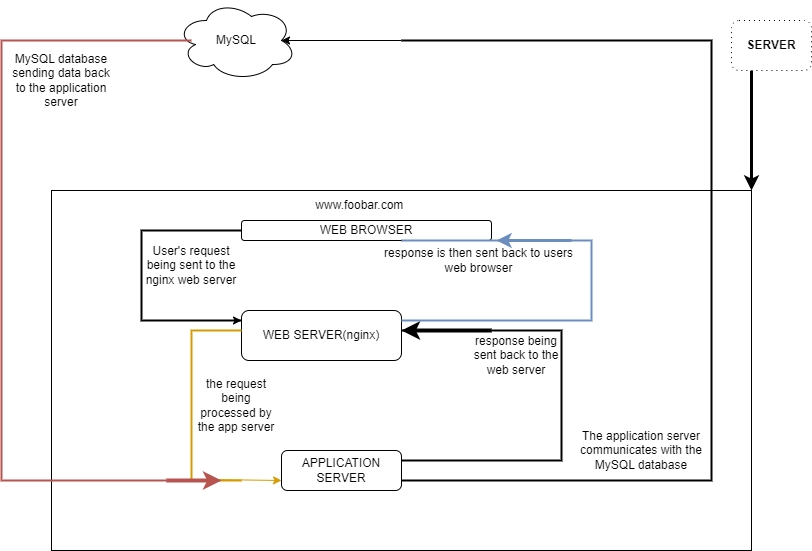 MySQL
SERVER
MySQL database
sending data back
to the application
server
www.foobar.com
WEB BROWSER
User's request
being sent to the
nginx web server
response is then sent back to users
web browser
WEB SERVER(nginx)
response being
sent back to the
web server
the request
being
processed by
the app server
The application server
communicates with the
MySQL database
APPLICATION
SERVER